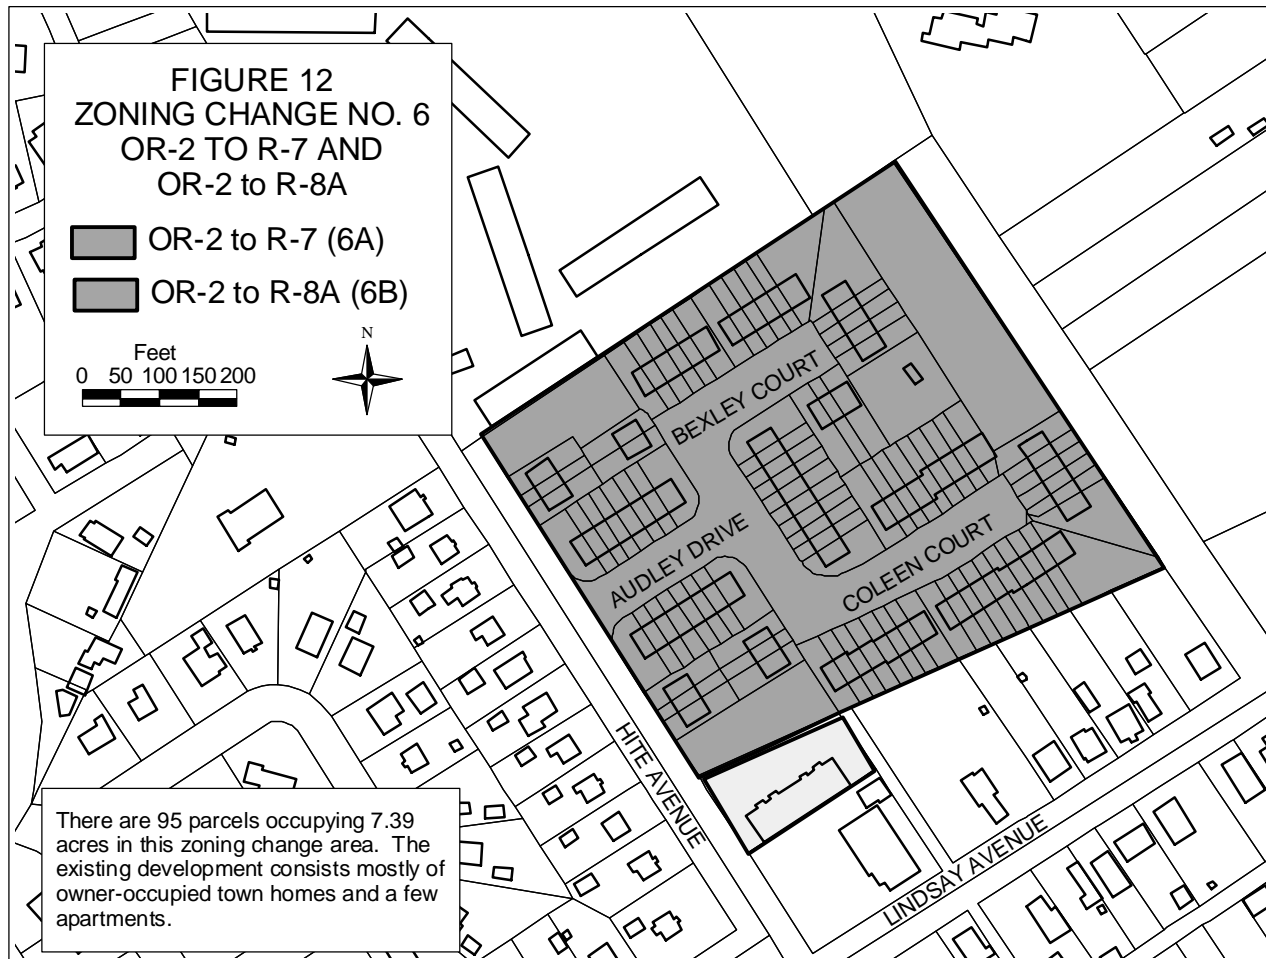 FIGURE 12
ZONING CHANGE NO. 6
OR-2 TO R-7 AND
OR-2 to R-8A
OR-2 to R-7 (6A)
OR-2 to R-8A (6B)
Feet
0 50 100 150 200
N
BEXLEY COURT
AUDLEY DRIVE
COLEEN COURT
HITE AVENUE
LINDSAY AVENUE
There are 95 parcels occupying 7.39
acres in this zoning change area. The
existing development consists mostly of
owner-occupied town homes and a few
apartments.